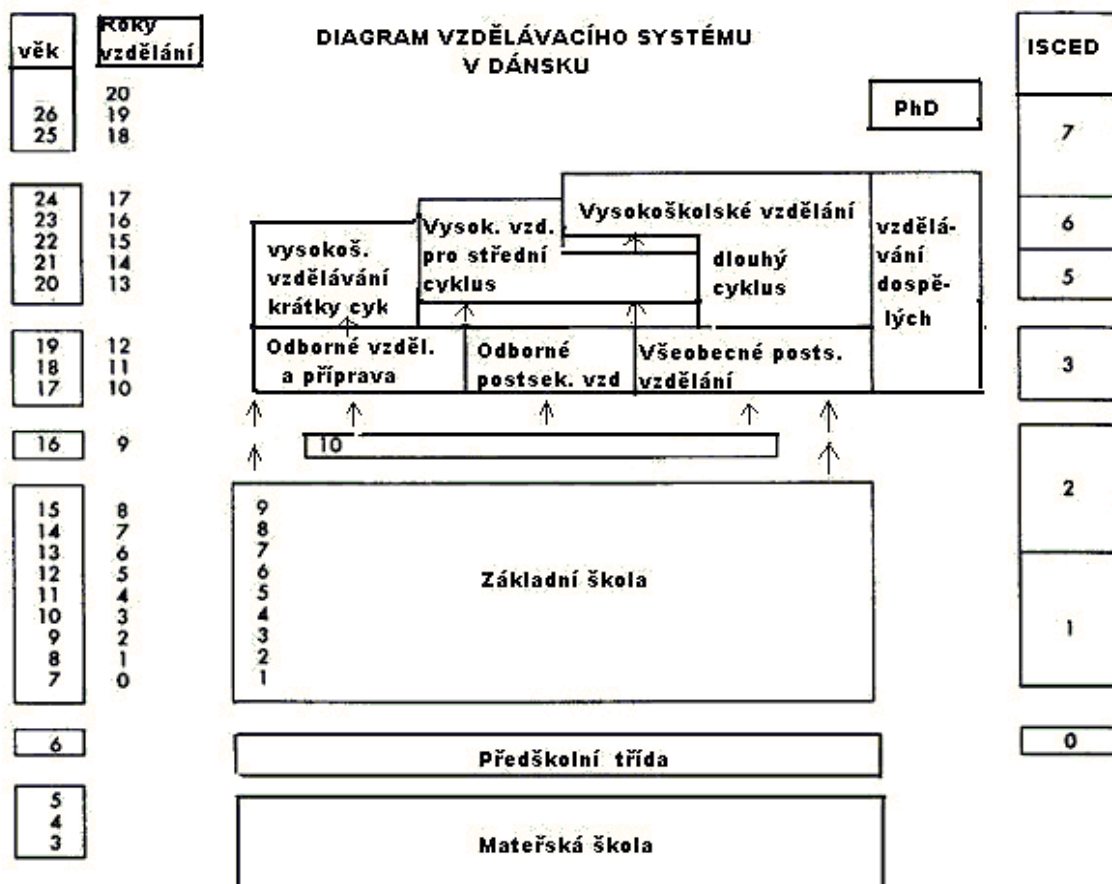 věk
Roky
vzdělání
DIAGRAM VZDĚLÁVACÍHO SYSTÉMU
V DÁNSKU
ISCED
20
26 19
25 18
PhD
7
24 17
23 16
22 15
21 14
20 13
vysokoš.
vzdělávání
krátky cyk
Vysok. vzd.
pro střední
cyklus
Vysokoškolské vzdělání
dlouhý
cyklus
vzdělá-
vání
dospě-
lých
6
5
19 12
18 11
17 10
Odborné vzděl.
a příprava
Odborné
postsek. vzd
Všeobecné posts.
vzdělání
3
16 9
10
15 8 9
14 7 8
13 6 7
12 5 6
11 4 5
10 3 4
9 2 3
8 1 2
7 0 1
Základní škola
2
1
6
Předškolní třída
0
5
4
3
Mateřská škola